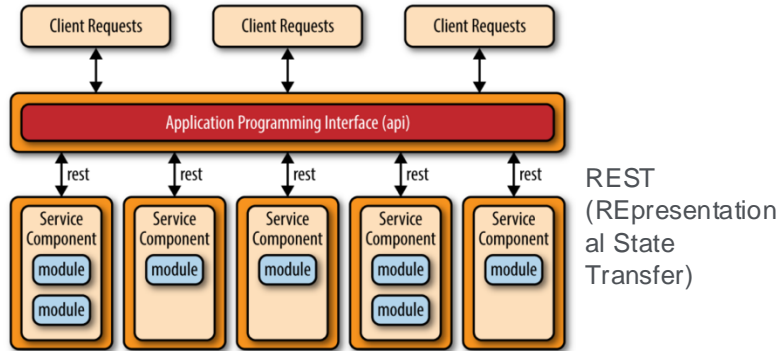 Client Requests
Client Requests
Client Requests
Application Programming Interface (api)
rest
rest
rest
rest
rest
Service
Component
module
module
Service
Component
module
Service
Component
module
Service
Component
module
module
Service
Component
module
REST
(REpresentation
al State
Transfer)